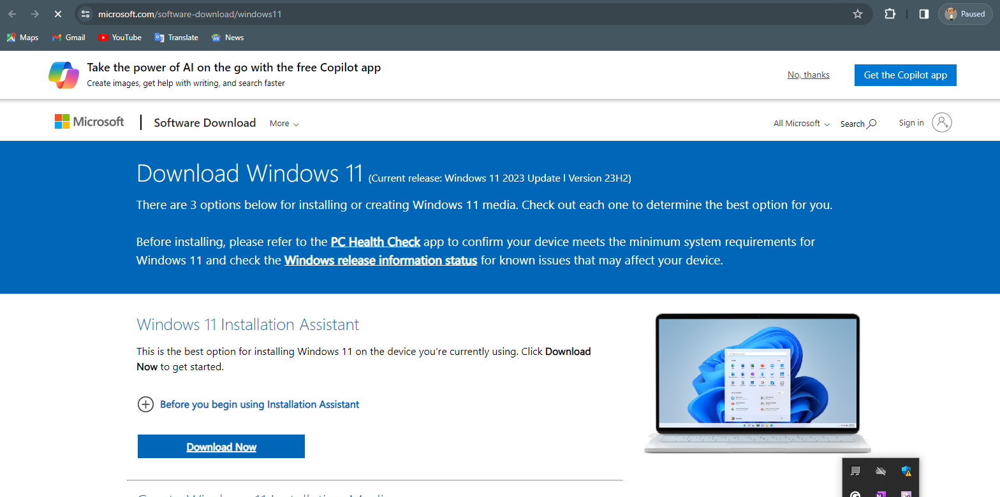 microsoft.com/software-download/windows11
Paused
Maps Gmail YouTube Translate News
Take the power of AI on the go with the free Copilot app
Create images, get help with writing, and search faster
No, thanks
Get the Copilot app
Microsoft
Software Download
More
All Microsoft
Search
Sign in
Download Windows 11 (Current release: Windows 11 2023 Update l Version 23H2)
There are 3 options below for installing or creating Windows 11 media. Check out each one to determine the best option for you.
Before installing, please refer to the PC Health Check app to confirm your device meets the minimum system requirements for
Windows 11 and check the Windows release information status for known issues that may affect your device.
Windows 11 Installation Assistant
This is the best option for installing Windows 11 on the device you're currently using. Click Download
Now to get started.
Before you begin using Installation Assistant
Download Now